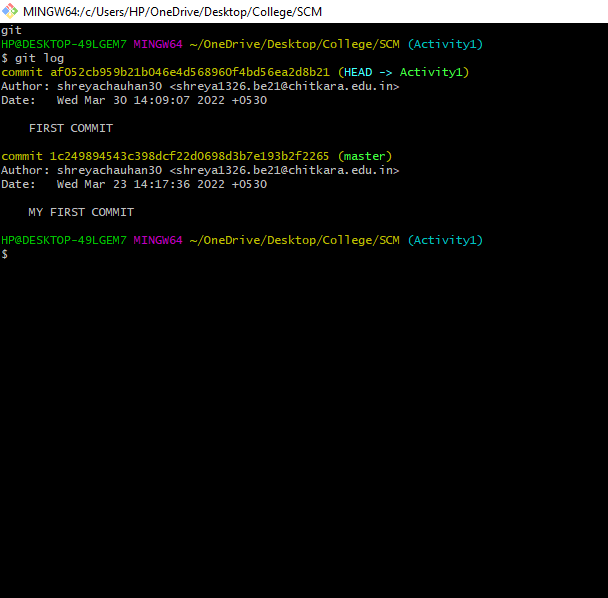 MINGW64:/c/Users/HP/OneDrive/Desktop/College/SCM
git
HP@DESKTOP-49LGEM7 MINGW64 ~/OneDrive/Desktop/College/SCM (Activity1)
$ git log
commit af052cb959b21b046e4d568960f4bd56ea2d8b21 (HEAD -> Activity1)
Author: shreyachauhan30 <shreya1326.be21@chitkara.edu.in>
Date:   Wed Mar 30 14:09:07 2022 +0530
FIRST COMMIT
commit 1c249894543c398dcf22d0698d3b7e193b2f2265 (master)
Author: shreyachauhan30 <shreya1326.be21@chitkara.edu.in>
Date:   Wed Mar 23 14:17:36 2022 +0530
MY FIRST COMMIT
HP@DESKTOP-49LGEM7 MINGW64 ~/OneDrive/Desktop/College/SCM (Activity1)
$